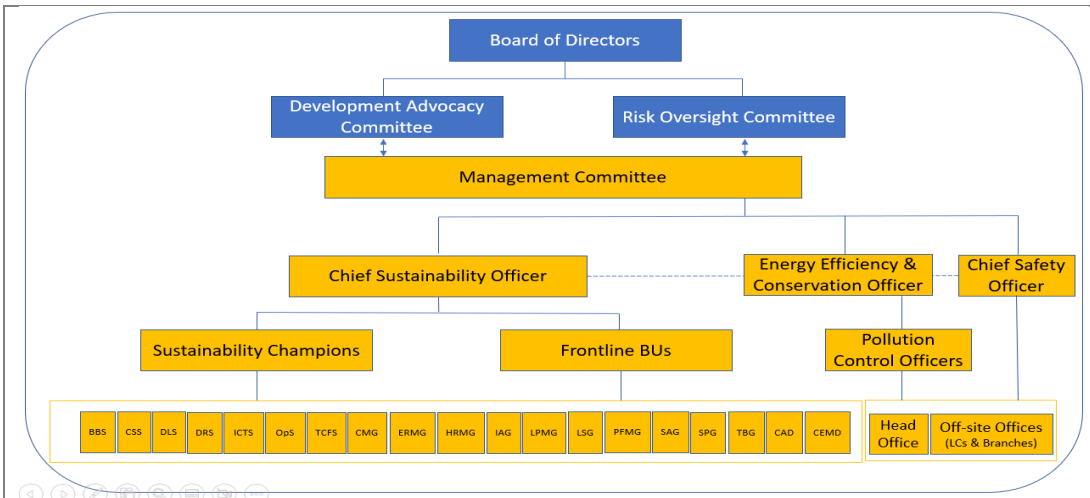 Board of Directors
Development Advocacy
Committee
Risk Oversight Committee
Management Committee
Chief Sustainability Officer
Energy Efficiency &
Conservation Officer
Chief Safety
Officer
Sustainability Champions
Frontline BUs
Pollution
Control Officers
BBS
CSS
DLS
DRS
ICTS
OpS
TCFS
CMG
ERMG
HRMG
IAG
LPMG
LSG
PFMG
SAG
SPG
TBG
CAD
CEMD
Head
Office
Off-site Offices
(LCs & Branches)